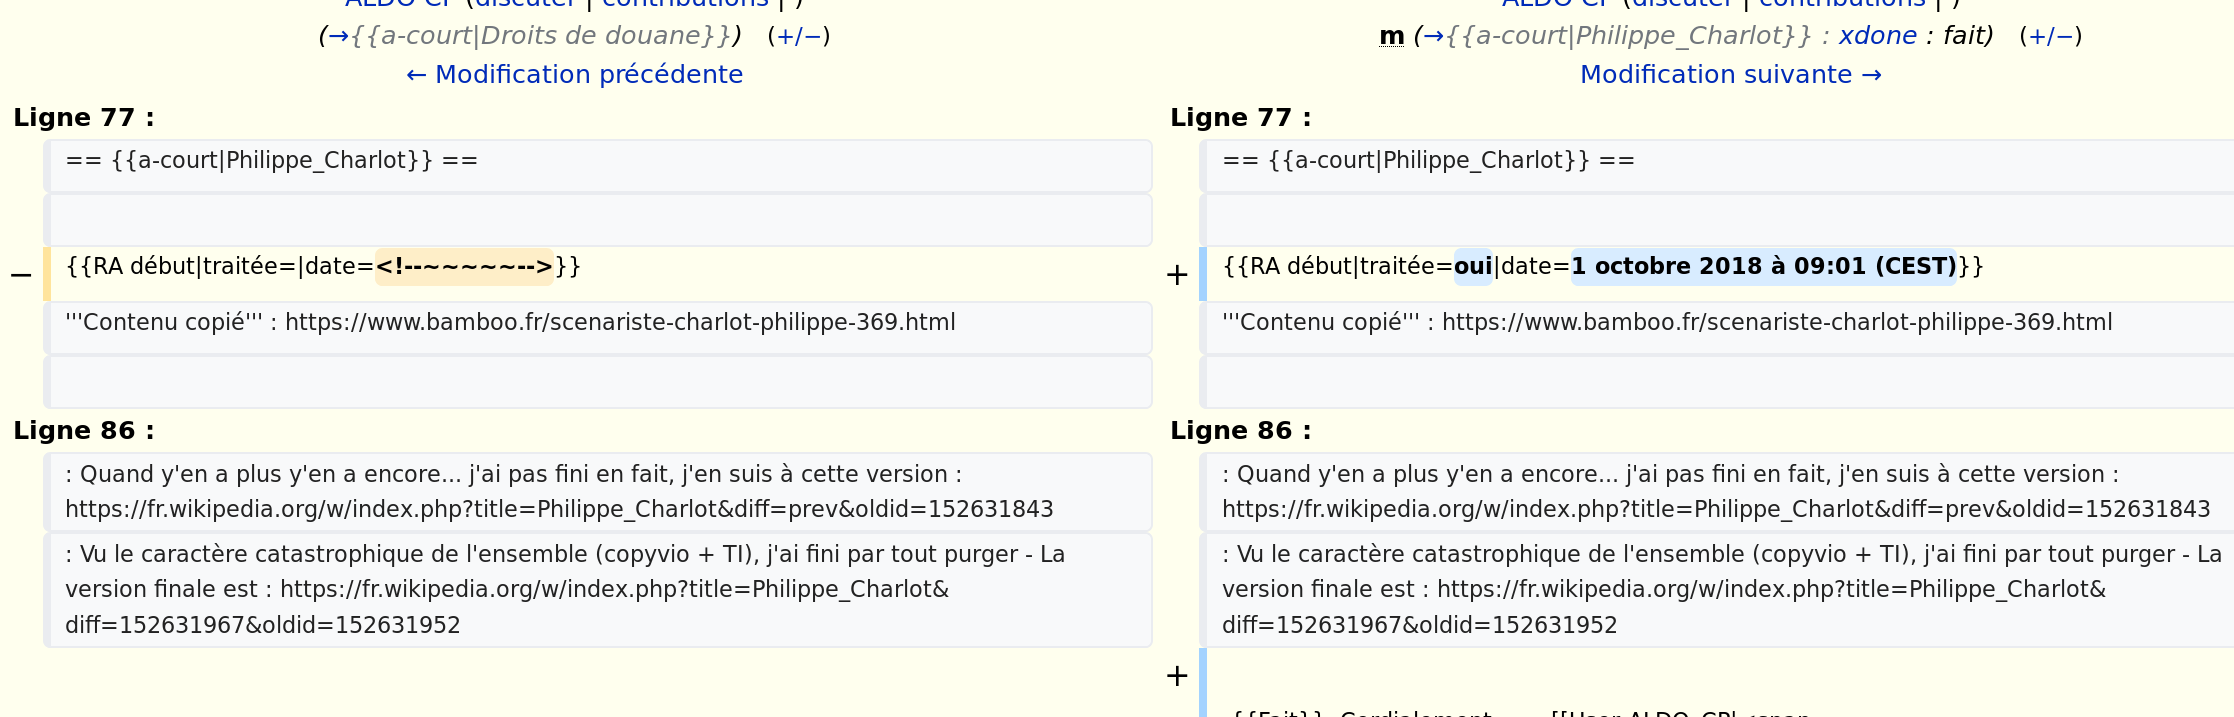 ALDO CP (discuter | contributions | )
(→{{a-court|Droits de douane}}) (+/−)
← Modification précédente
ALDO CP (discuter | contributions | )
m (→{{a-court|Philippe_Charlot}} : xdone : fait) (+/−)
Modification suivante →
Ligne 77 :
Ligne 77 :
== {{a-court|Philippe_Charlot}} ==
== {{a-court|Philippe_Charlot}} ==
− {{RA début|traitée=|date=<!--~~~~~-->}}
+ {{RA début|traitée=oui|date=1 octobre 2018 à 09:01 (CEST)}}
'''Contenu copié''' : https://www.bamboo.fr/scenariste-charlot-philippe-369.html
'''Contenu copié''' : https://www.bamboo.fr/scenariste-charlot-philippe-369.html
Ligne 86 :
Ligne 86 :
: Quand y'en a plus y'en a encore... j'ai pas fini en fait, j'en suis à cette version :
https://fr.wikipedia.org/w/index.php?title=Philippe_Charlot&diff=prev&oldid=152631843
: Quand y'en a plus y'en a encore... j'ai pas fini en fait, j'en suis à cette version :
https://fr.wikipedia.org/w/index.php?title=Philippe_Charlot&diff=prev&oldid=152631843
: Vu le caractère catastrophique de l'ensemble (copyvio + TI), j'ai fini par tout purger - La
version finale est : https://fr.wikipedia.org/w/index.php?title=Philippe_Charlot&
diff=152631967&oldid=152631952
: Vu le caractère catastrophique de l'ensemble (copyvio + TI), j'ai fini par tout purger - La
version finale est : https://fr.wikipedia.org/w/index.php?title=Philippe_Charlot&
diff=152631967&oldid=152631952
+
{{Fait}}